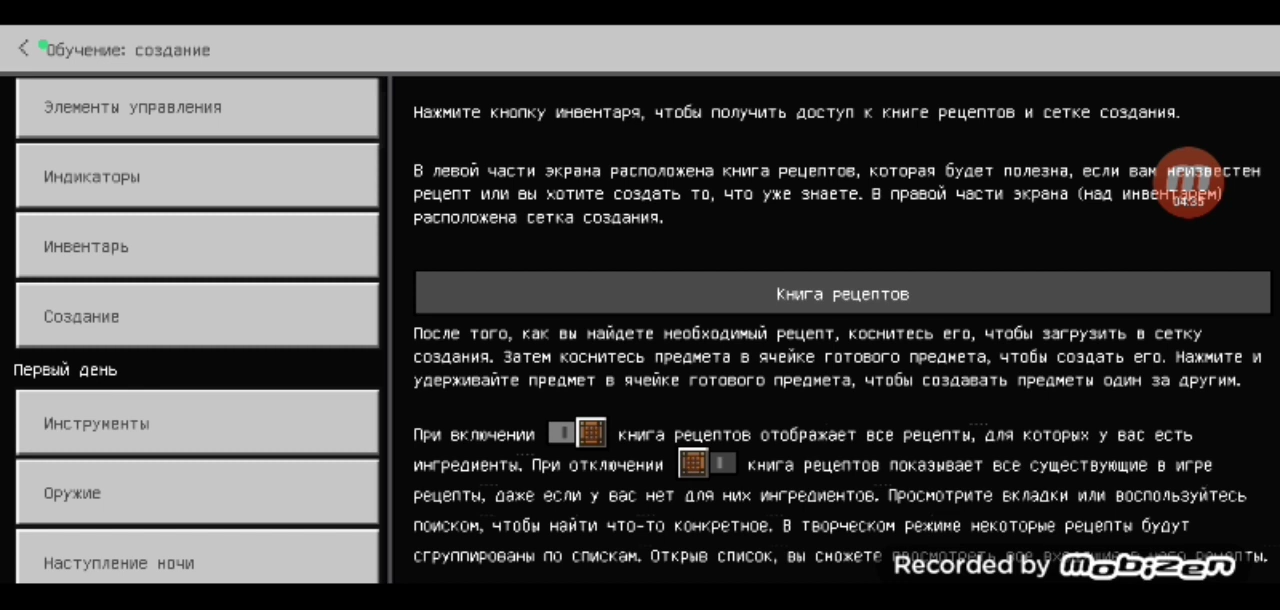 Обучение: создание
Элементы управления
Индикаторы
Инвентарь
Создание
Первый день
Инструменты
Оружие
Наступление ночи
Нажмите кнопку инвентаря, чтобы получить доступ к книге рецептов и сетке создания.
В левой части экрана расположена книга рецептов, которая будет полезна, если вам неизвестен
рецепт или вы хотите создать то, что уже знаете. В правой части экрана (над инвентарем)
расположена сетка создания.
04:35
Книга рецептов
После того, как вы найдете необходимый рецепт, коснитесь его, чтобы загрузить в сетку
создания. Затем коснитесь предмета в ячейке готового предмета, чтобы создать его. Нажмите и
удерживайте предмет в ячейке готового предмета, чтобы создавать предметы один за другим.
При включении книга рецептов отображает все рецепты, для которых у вас есть
ингредиенты. При отключении книга рецептов показывает все существующие в игре
рецепты, даже если у вас нет для них ингредиентов. Просмотрите вкладки или воспользуйтесь
поиском, чтобы найти что-то конкретное. В творческом режиме некоторые рецепты будут
сгруппированы по спискам. Открыв список, вы сможете просмотреть все входящие в него рецепты.
Recorded by mobizen